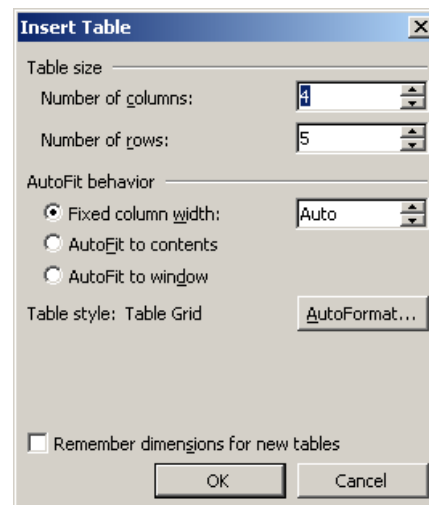 Insert Table
Table size
Number of columns: 4
Number of rows: 5
AutoFit behavior
Fixed column width: Auto
AutoFit to contents
AutoFit to window
Table style: Table Grid AutoFormat...
Remember dimensions for new tables
OK Cancel